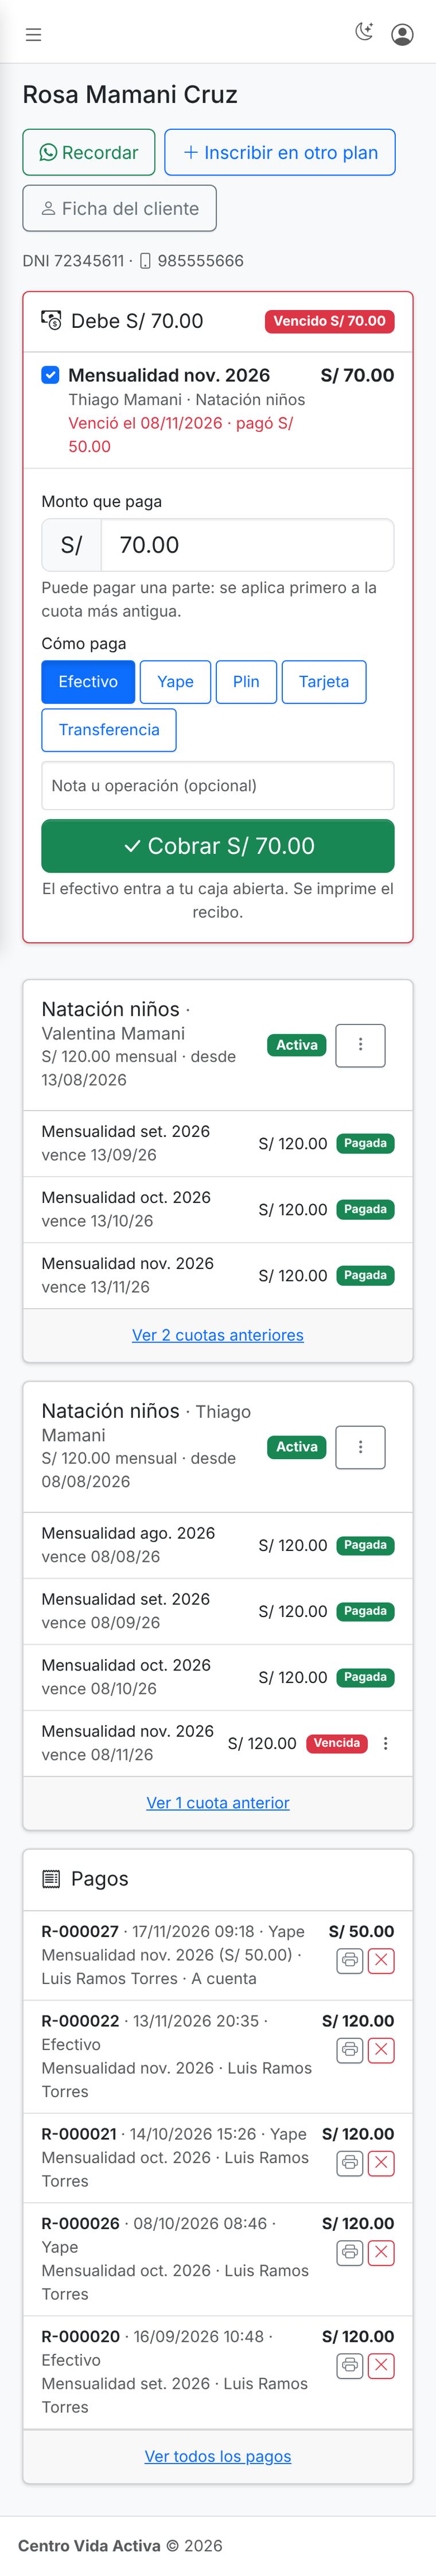 Rosa Mamani Cruz
Recordar
Inscribir en otro plan
Ficha del cliente
DNI 72345611 · 985555666
Debe S/ 70.00 Vencido S/ 70.00
Mensualidad nov. 2026 S/ 70.00
Thiago Mamani · Natación niños
Venció el 08/11/2026 · pagó S/
50.00
Monto que paga
S/ 70.00
Puede pagar una parte: se aplica primero a la
cuota más antigua.
Cómo paga
Efectivo Yape Plin Tarjeta
Transferencia
Nota u operación (opcional)
Cobrar S/ 70.00
El efectivo entra a tu caja abierta. Se imprime el
recibo.
Natación niños ·
Valentina Mamani
S/ 120.00 mensual · desde
13/08/2026
Activa
Mensualidad set. 2026
vence 13/09/26
S/ 120.00 Pagada
Mensualidad oct. 2026
vence 13/10/26
S/ 120.00 Pagada
Mensualidad nov. 2026
vence 13/11/26
S/ 120.00 Pagada
Ver 2 cuotas anteriores
Natación niños · Thiago
Mamani
S/ 120.00 mensual · desde
08/08/2026
Activa
Mensualidad ago. 2026
vence 08/08/26
S/ 120.00 Pagada
Mensualidad set. 2026
vence 08/09/26
S/ 120.00 Pagada
Mensualidad oct. 2026
vence 08/10/26
S/ 120.00 Pagada
Mensualidad nov. 2026
vence 08/11/26
S/ 120.00 Vencida
Ver 1 cuota anterior
Pagos
R-000027 · 17/11/2026 09:18 · Yape S/ 50.00
Mensualidad nov. 2026 (S/ 50.00) ·
Luis Ramos Torres · A cuenta
R-000022 · 13/11/2026 20:35 · S/ 120.00
Efectivo
Mensualidad nov. 2026 · Luis Ramos
Torres
R-000021 · 14/10/2026 15:26 · Yape S/ 120.00
Mensualidad oct. 2026 · Luis Ramos
Torres
R-000026 · 08/10/2026 08:46 · S/ 120.00
Yape
Mensualidad oct. 2026 · Luis Ramos
Torres
R-000020 · 16/09/2026 10:48 · S/ 120.00
Efectivo
Mensualidad set. 2026 · Luis Ramos
Torres
Ver todos los pagos
Centro Vida Activa © 2026